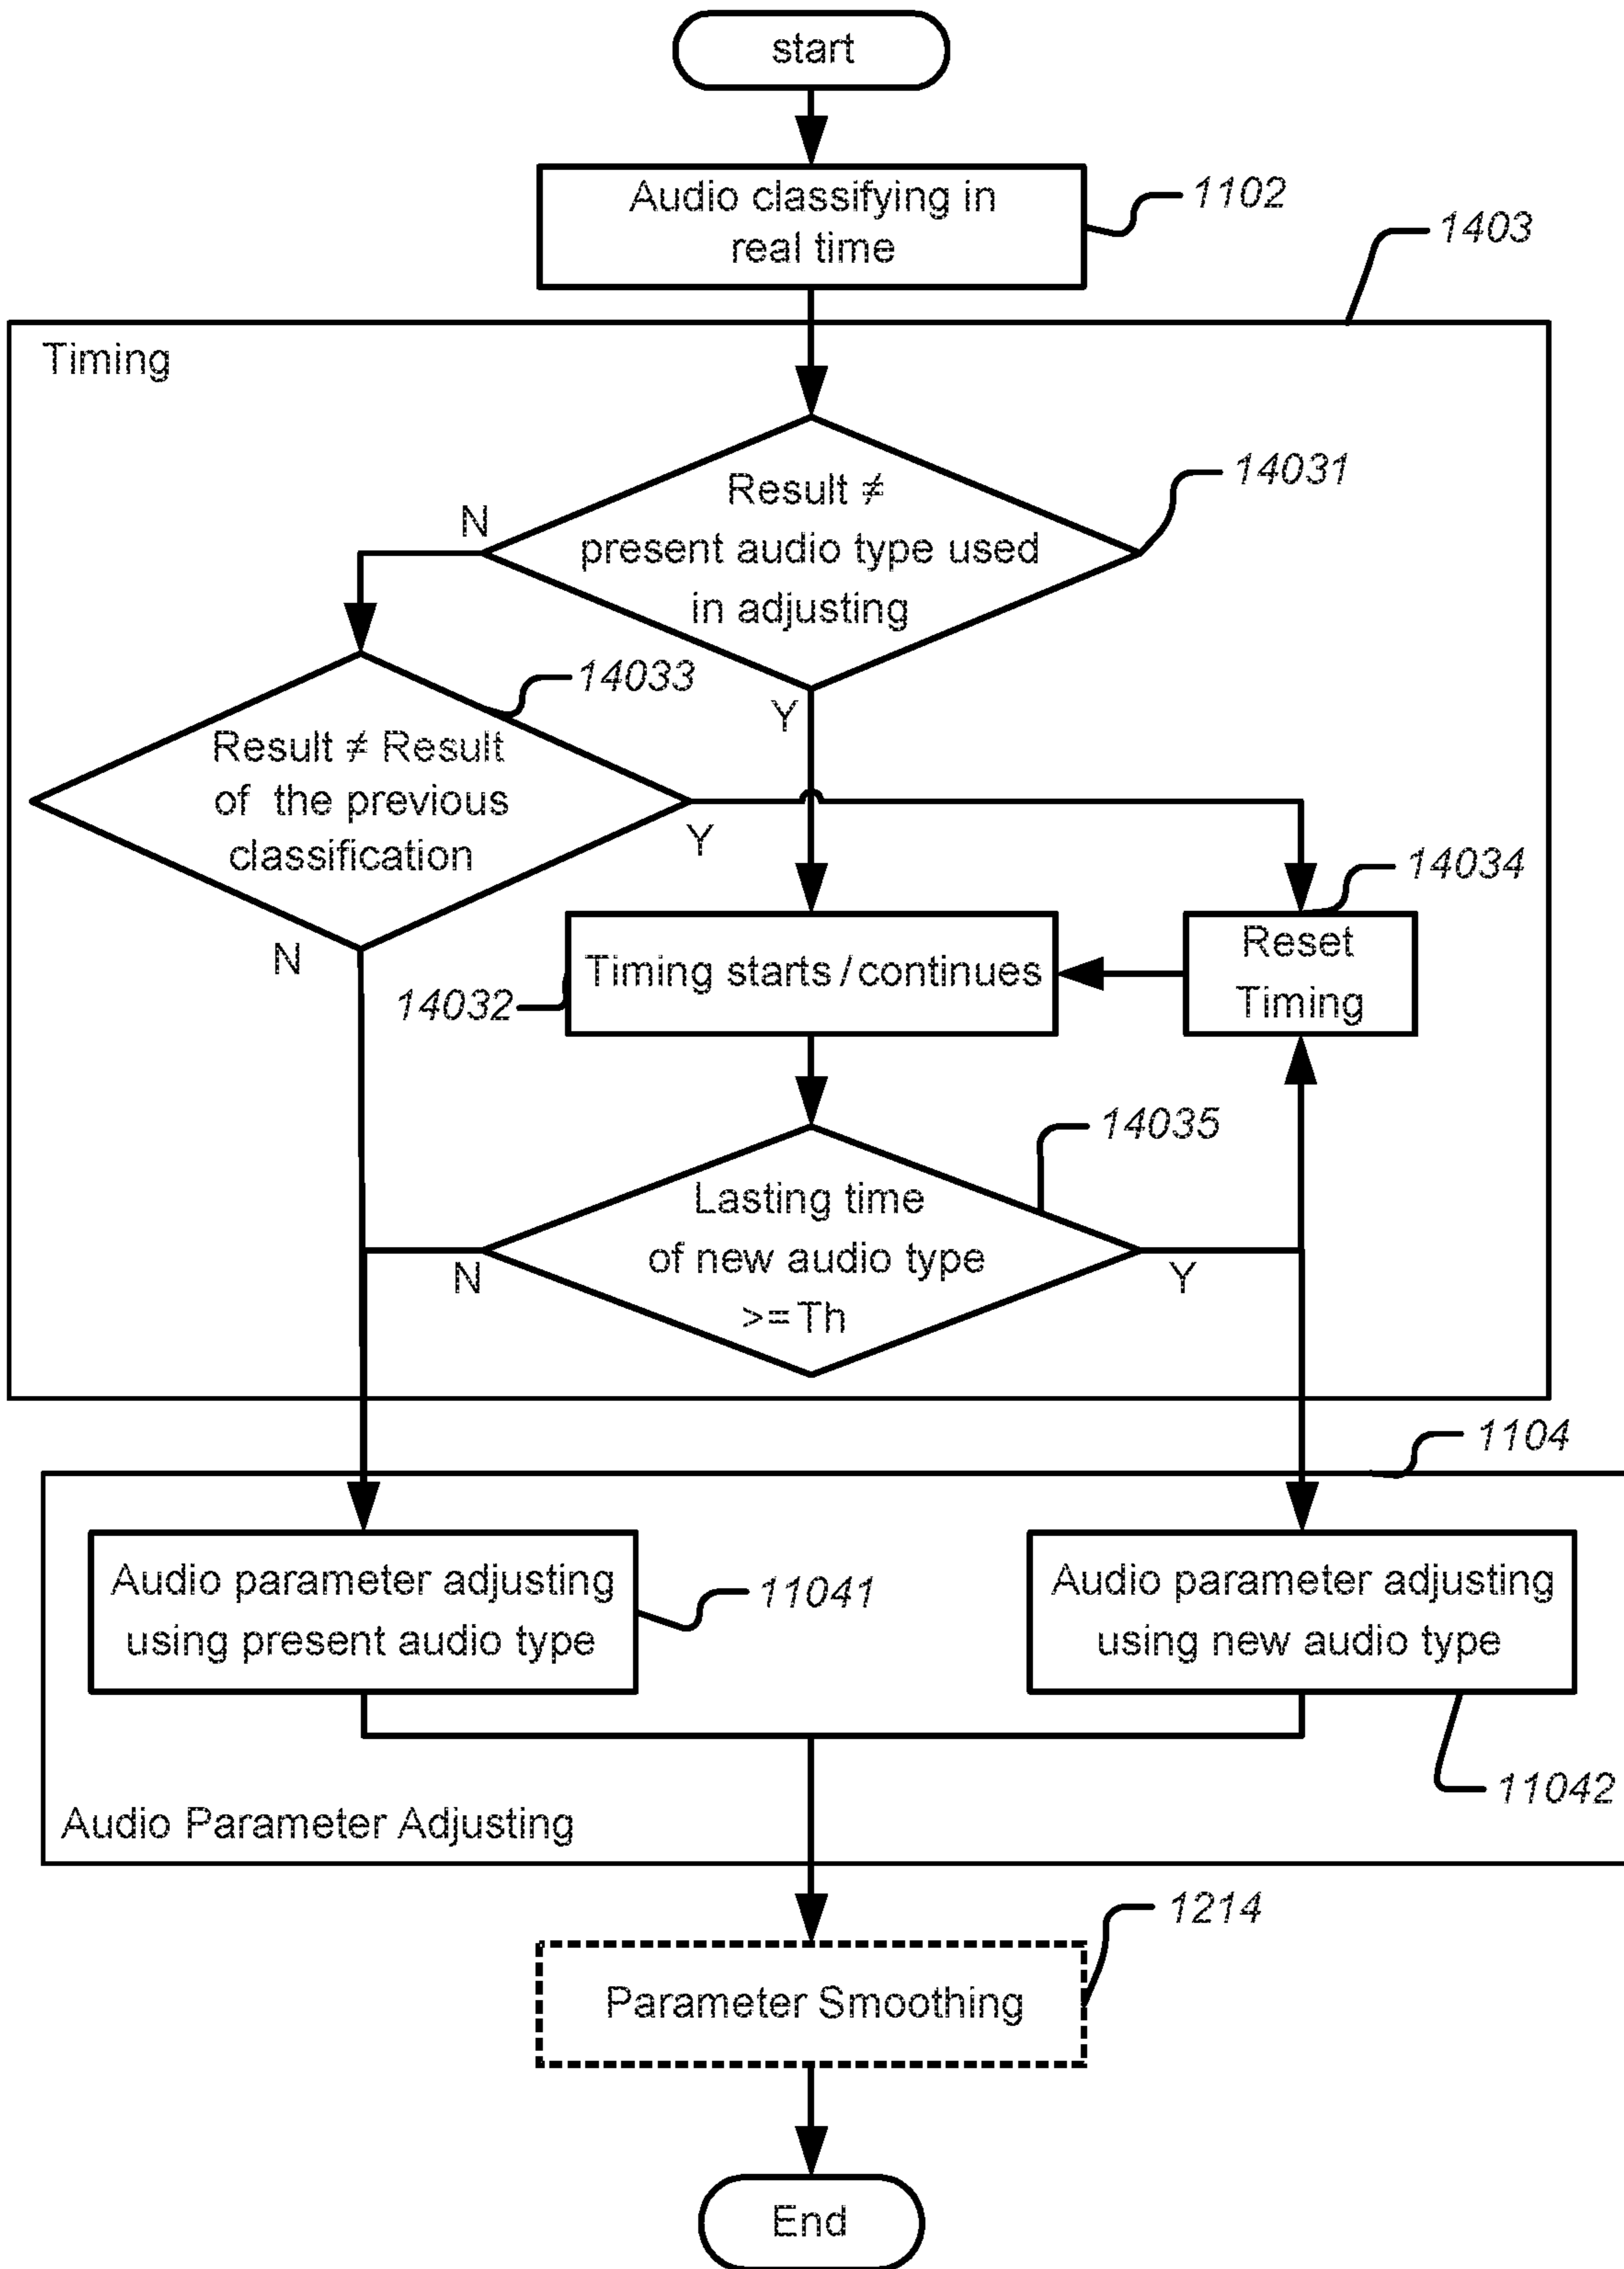 start
Audio classifying in
real time
1102
1403
Timing
Result ≠
present audio type used
in adjusting
14031
N
Y
14033
Result ≠ Result
of the previous
classification
Y
N
14034
Reset
Timing
Timing starts / continues
14032
14035
Lasting time
of new audio type
>= Th
N
Y
1104
Audio parameter adjusting
using present audio type
11041
Audio parameter adjusting
using new audio type
11042
Audio Parameter Adjusting
1214
Parameter Smoothing
End